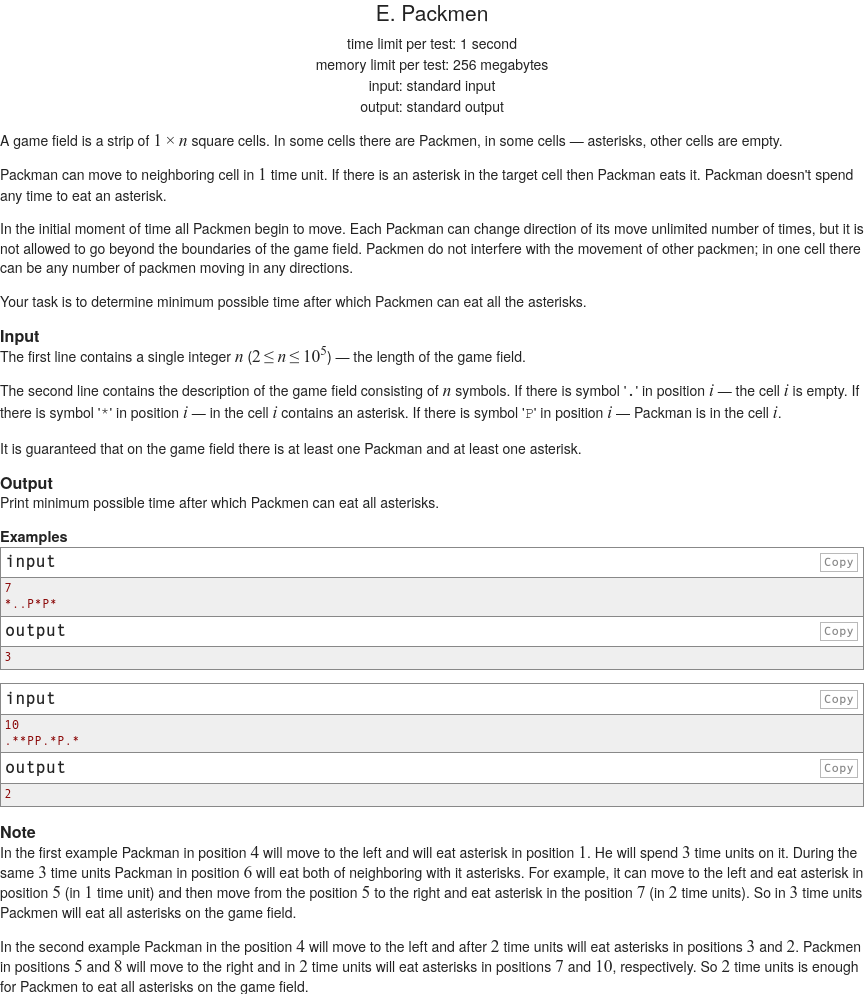 E. Packmen
time limit per test: 1 second
memory limit per test: 256 megabytes
input: standard input
output: standard output
A game field is a strip of 1 × n square cells. In some cells there are Packmen, in some cells — asterisks, other cells are empty.
Packman can move to neighboring cell in 1 time unit. If there is an asterisk in the target cell then Packman eats it. Packman doesn't spend
any time to eat an asterisk.
In the initial moment of time all Packmen begin to move. Each Packman can change direction of its move unlimited number of times, but it is
not allowed to go beyond the boundaries of the game field. Packmen do not interfere with the movement of other packmen; in one cell there
can be any number of packmen moving in any directions.
Your task is to determine minimum possible time after which Packmen can eat all the asterisks.
Input
The first line contains a single integer n (2 ≤ n ≤ 10^5) — the length of the game field.
The second line contains the description of the game field consisting of n symbols. If there is symbol '.' in position i — the cell i is empty. If
there is symbol '*' in position i — in the cell i contains an asterisk. If there is symbol 'P' in position i — Packman is in the cell i.
It is guaranteed that on the game field there is at least one Packman and at least one asterisk.
Output
Print minimum possible time after which Packmen can eat all asterisks.
Examples
input Copy
7
*..P*P*
output Copy
3
input Copy
10
.**PP.*P.*
output Copy
2
Note
In the first example Packman in position 4 will move to the left and will eat asterisk in position 1. He will spend 3 time units on it. During the
same 3 time units Packman in position 6 will eat both of neighboring with it asterisks. For example, it can move to the left and eat asterisk in
position 5 (in 1 time unit) and then move from the position 5 to the right and eat asterisk in the position 7 (in 2 time units). So in 3 time units
Packmen will eat all asterisks on the game field.
In the second example Packman in the position 4 will move to the left and after 2 time units will eat asterisks in positions 3 and 2. Packmen
in positions 5 and 8 will move to the right and in 2 time units will eat asterisks in positions 7 and 10, respectively. So 2 time units is enough
for Packmen to eat all asterisks on the game field.